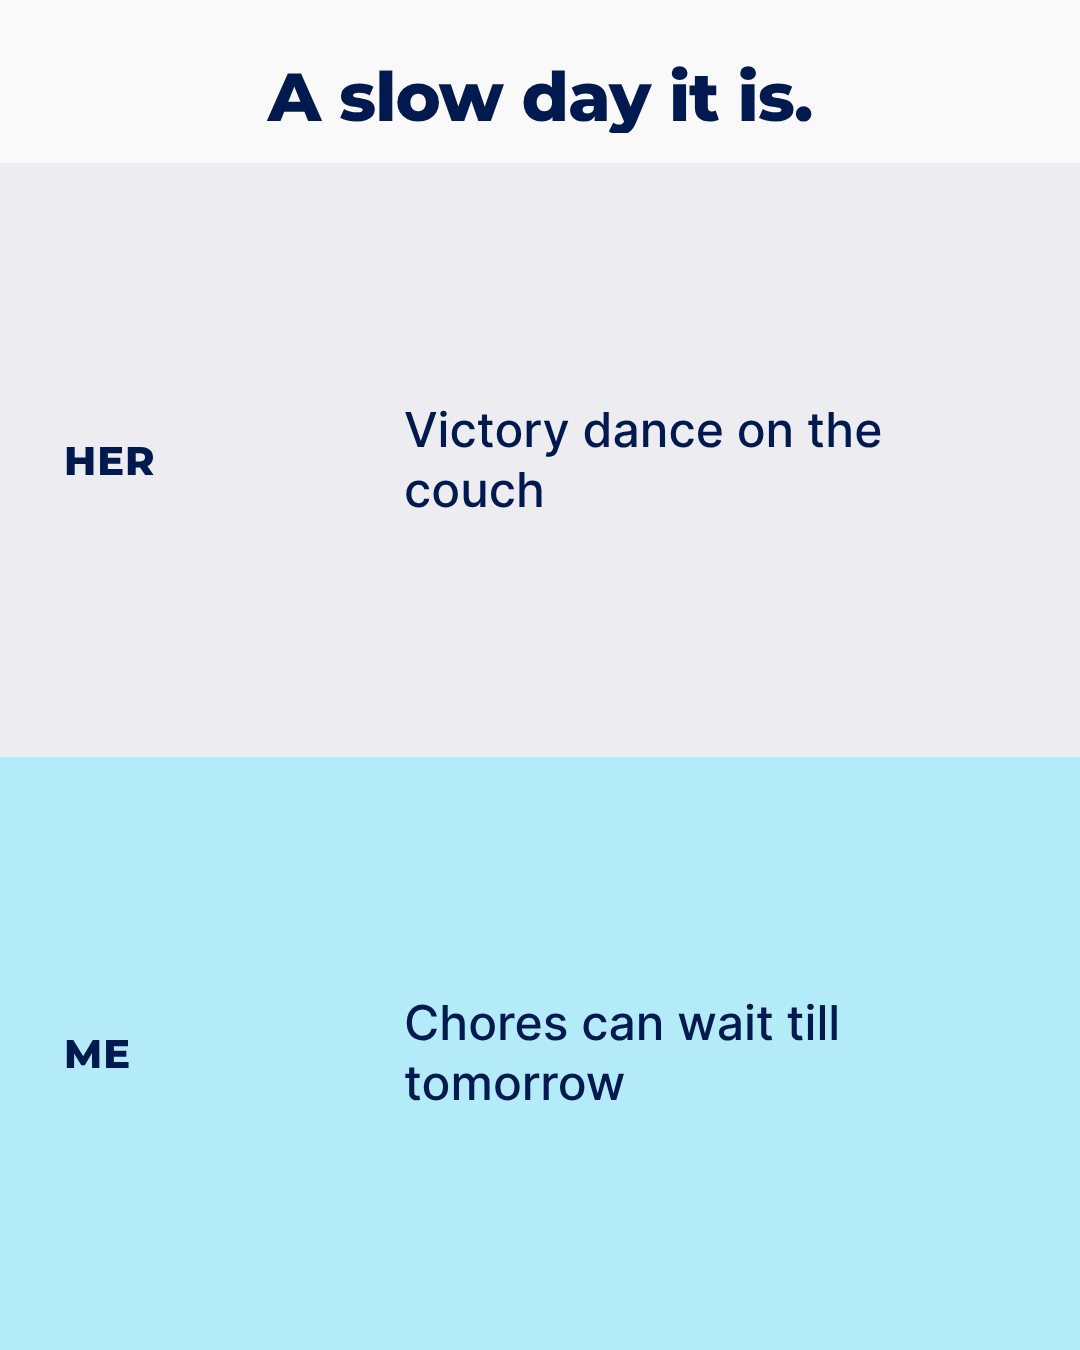 A slow day it is.
HER
Victory dance on the
couch
ME
Chores can wait till
tomorrow